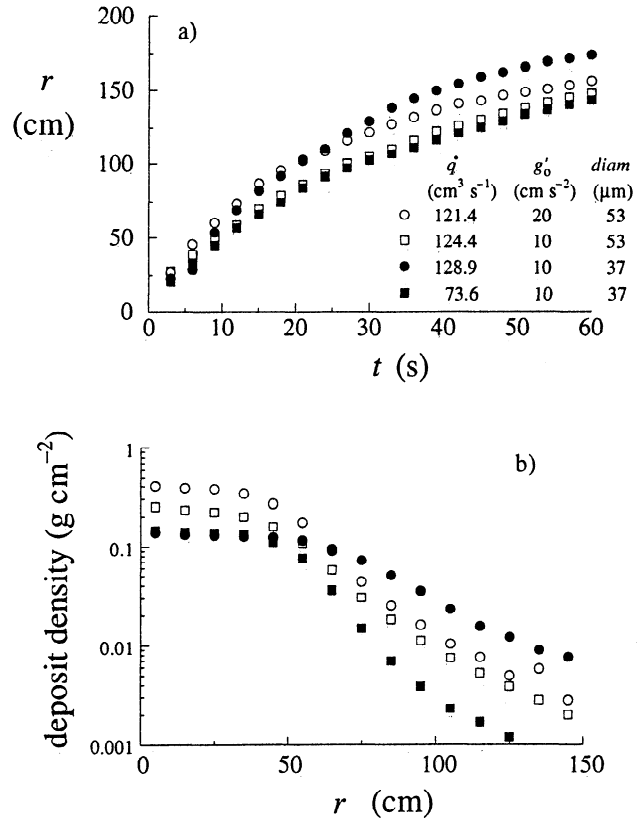 200
a)
r
(cm)
150
100
50
0
q̇ g′₀ diam
(cm³ s⁻¹) (cm s⁻²) (μm)
○ 121.4 20 53
□ 124.4 10 53
● 128.9 10 37
■ 73.6 10 37
0 10 20 30 40 50 60
t (s)
deposit density (g cm⁻²)
1
b)
0.1
0.01
0.001
0 50 100 150
r (cm)